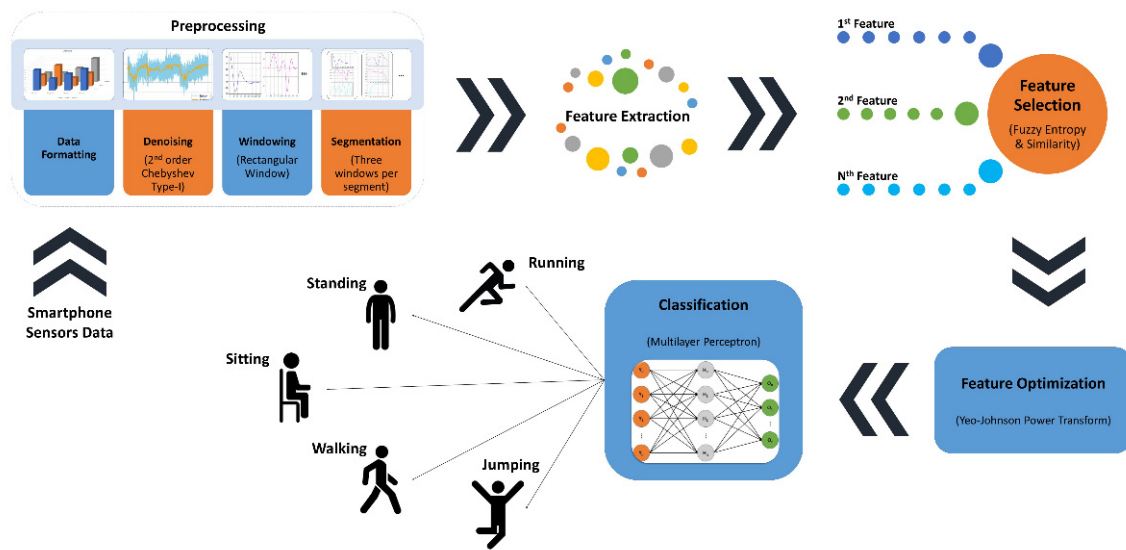 Preprocessing
Data
Formatting
Denoising
(2nd order
Chebyshev
Type-I)
Windowing
(Rectangular
Window)
Segmentation
(Three
windows per
segment)
Feature Extraction
1st Feature
2nd Feature
Nth Feature
Feature
Selection
(Fuzzy Entropy
& Similarity)
Smartphone
Sensors Data
Standing
Running
Sitting
Walking
Jumping
Classification
(Multilayer Perceptron)
Feature Optimization
(Yeo-Johnson Power Transform)